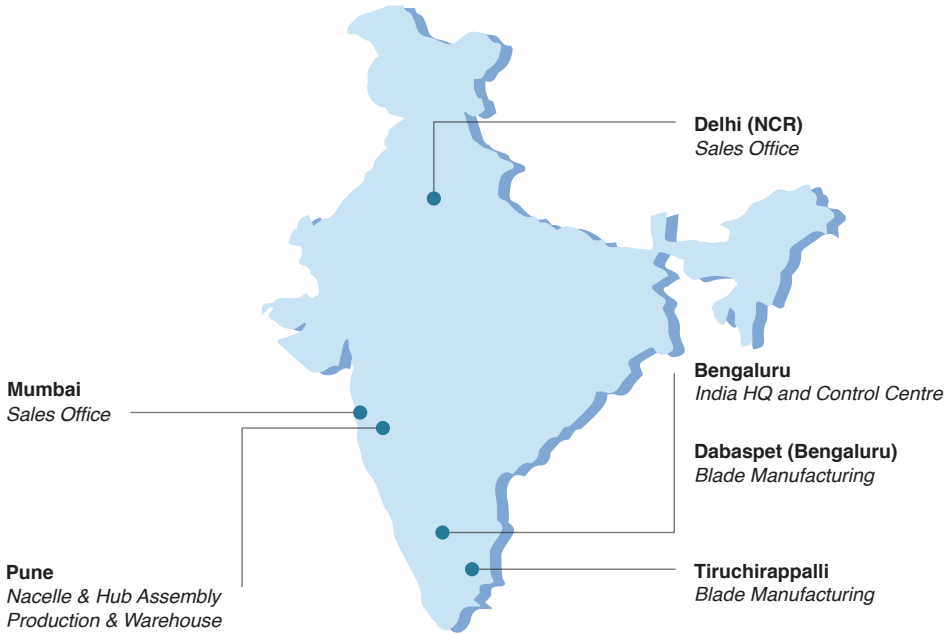 Delhi (NCR)
Sales Office
Mumbai
Sales Office
Bengaluru
India HQ and Control Centre
Dabaspet (Bengaluru)
Blade Manufacturing
Pune
Nacelle & Hub Assembly
Production & Warehouse
Tiruchirappalli
Blade Manufacturing